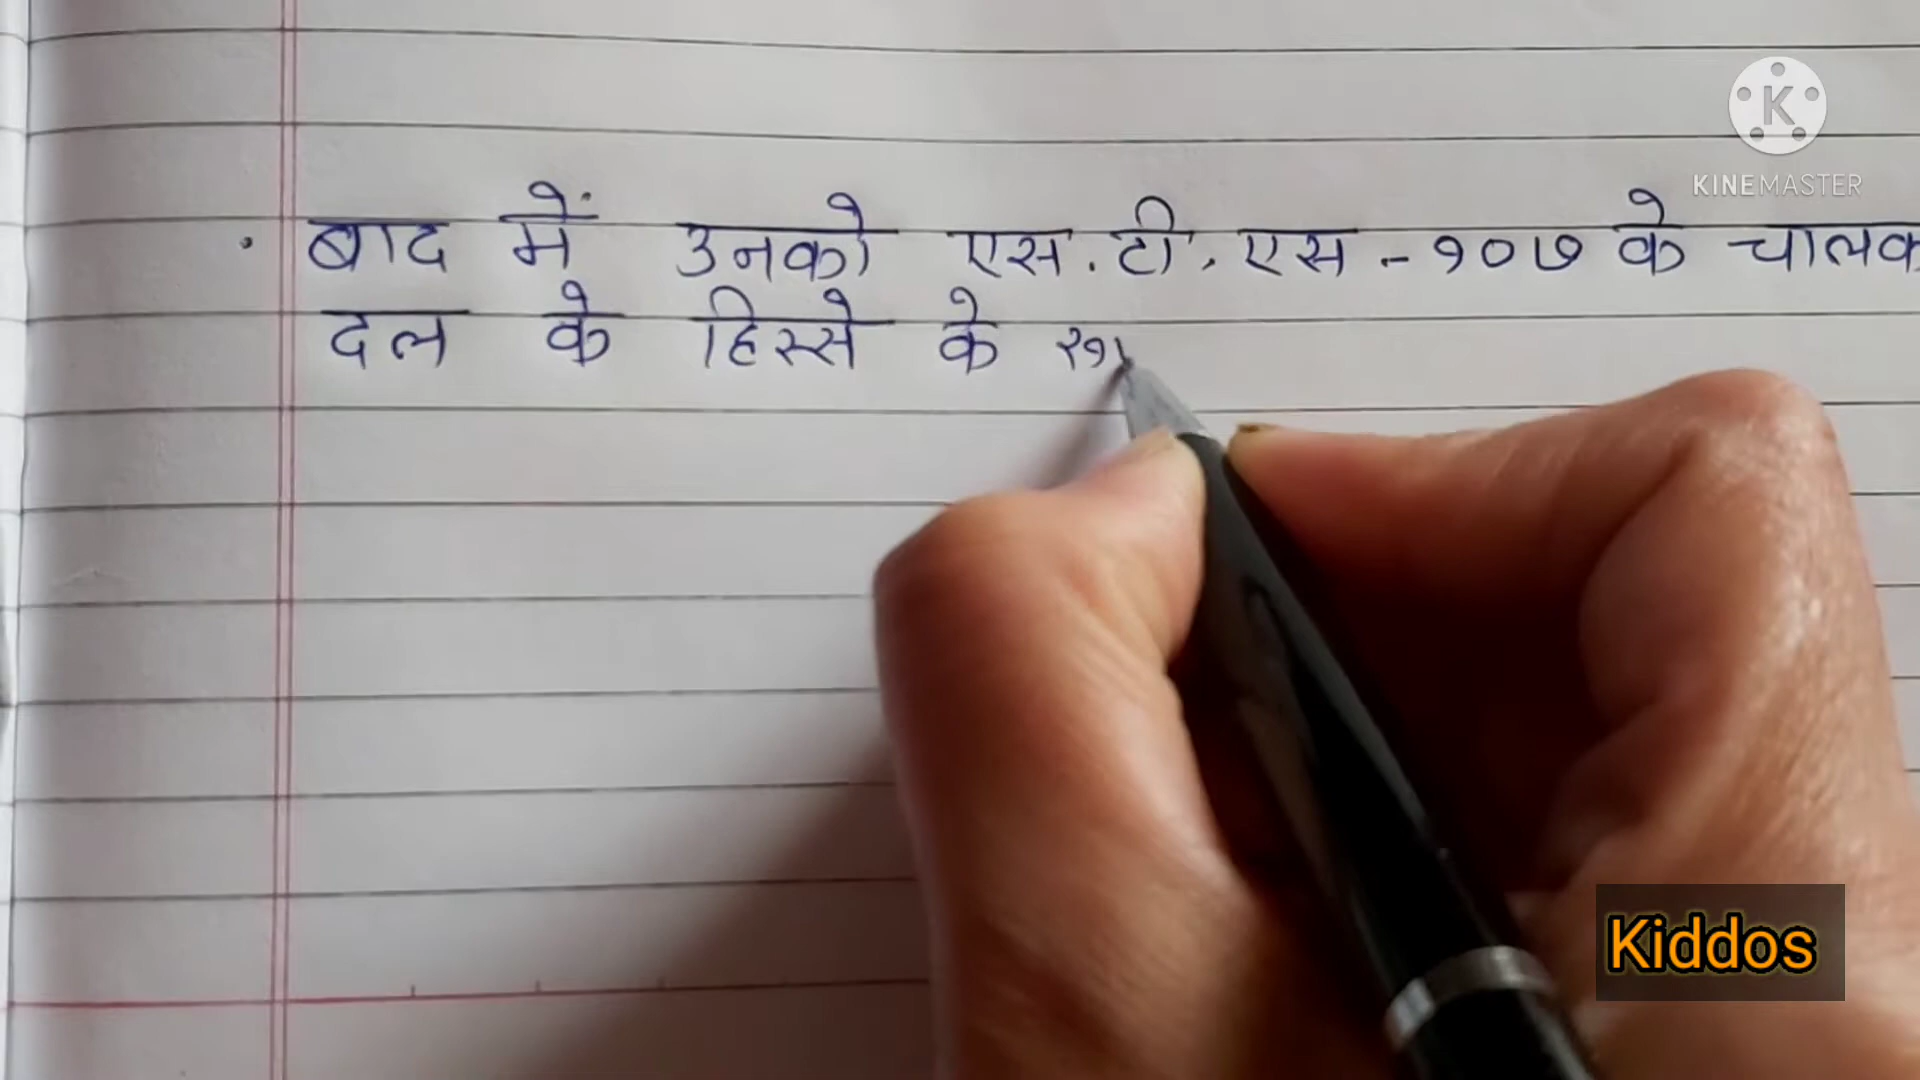 KINEMASTER
. बाद में उनको एस.टी.एस-१०७ के चालक
दल के हिस्से के
Kiddos